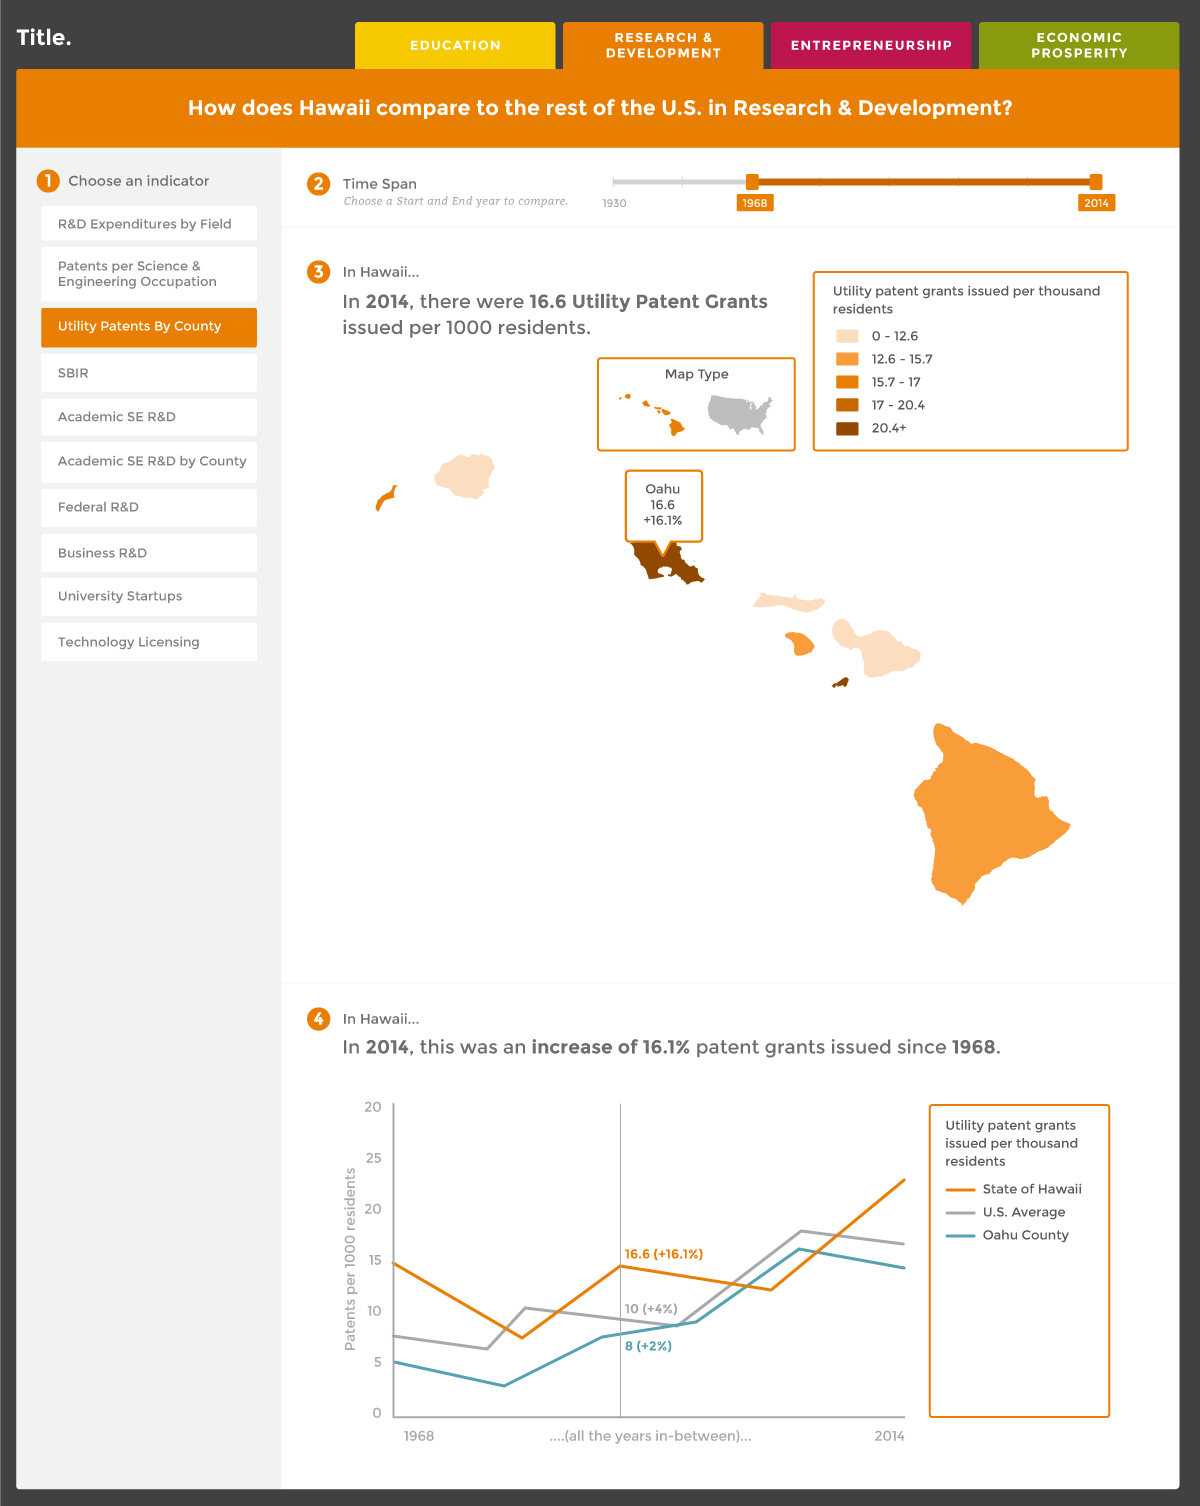 Title.
EDUCATION
RESEARCH &
DEVELOPMENT
ENTREPRENEURSHIP
ECONOMIC
PROSPERITY
How does Hawaii compare to the rest of the U.S. in Research & Development?
1 Choose an indicator
R&D Expenditures by Field
Patents per Science &
Engineering Occupation
Utility Patents By County
SBIR
Academic SE R&D
Academic SE R&D by County
Federal R&D
Business R&D
University Startups
Technology Licensing
2 Time Span
Choose a Start and End year to compare.
1930
1968
2014
3 In Hawaii...
In 2014, there were 16.6 Utility Patent Grants
issued per 1000 residents.
Map Type
Utility patent grants issued per thousand
residents
0 - 12.6
12.6 - 15.7
15.7 - 17
17 - 20.4
20.4+
Oahu
16.6
+16.1%
4 In Hawaii...
In 2014, this was an increase of 16.1% patent grants issued since 1968.
Patents per 1000 residents
20
25
20
15
10
5
0
16.6 (+16.1%)
10 (+4%)
8 (+2%)
1968
....(all the years in-between)...
2014
Utility patent grants
issued per thousand
residents
State of Hawaii
U.S. Average
Oahu County